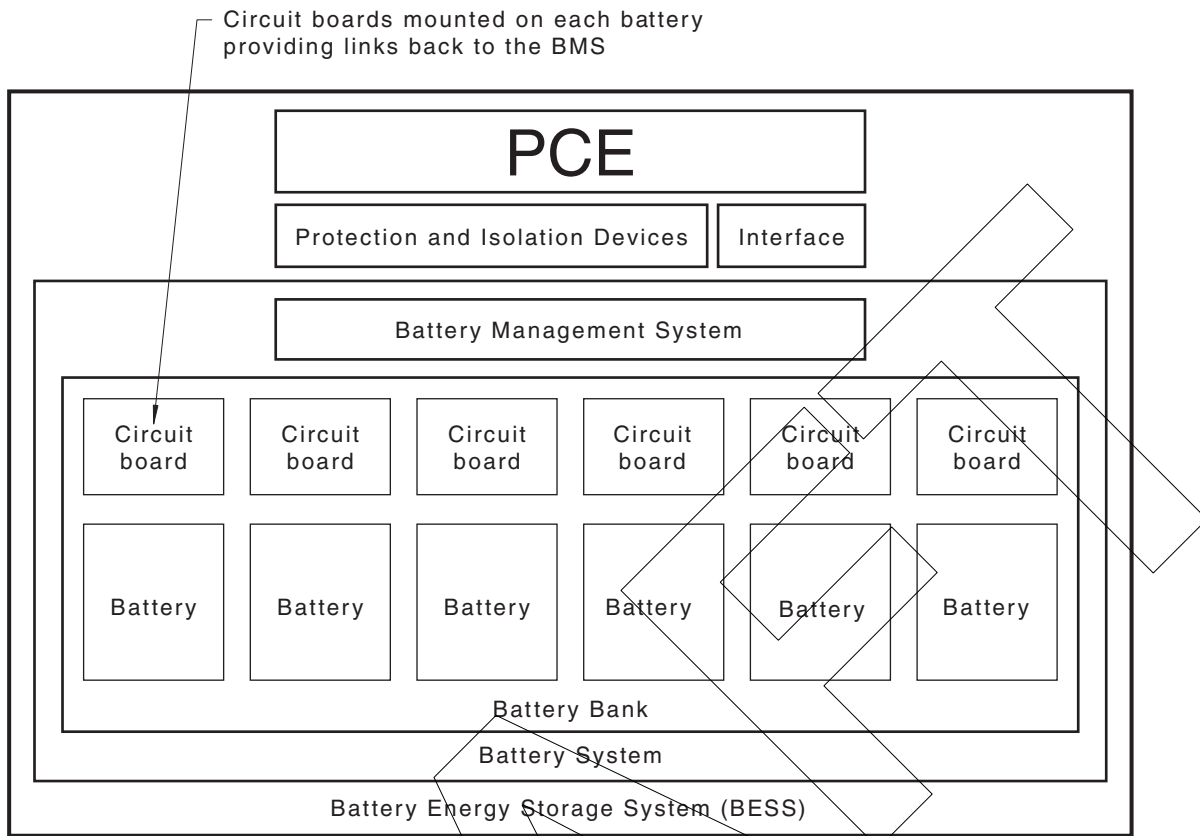 Circuit boards mounted on each battery
providing links back to the BMS
PCE
Protection and Isolation Devices
Interface
Battery Management System
Circuit
board
Circuit
board
Circuit
board
Circuit
board
Circuit
board
Circuit
board
Battery
Battery
Battery
Battery
Battery
Battery
Battery Bank
Battery System
Battery Energy Storage System (BESS)